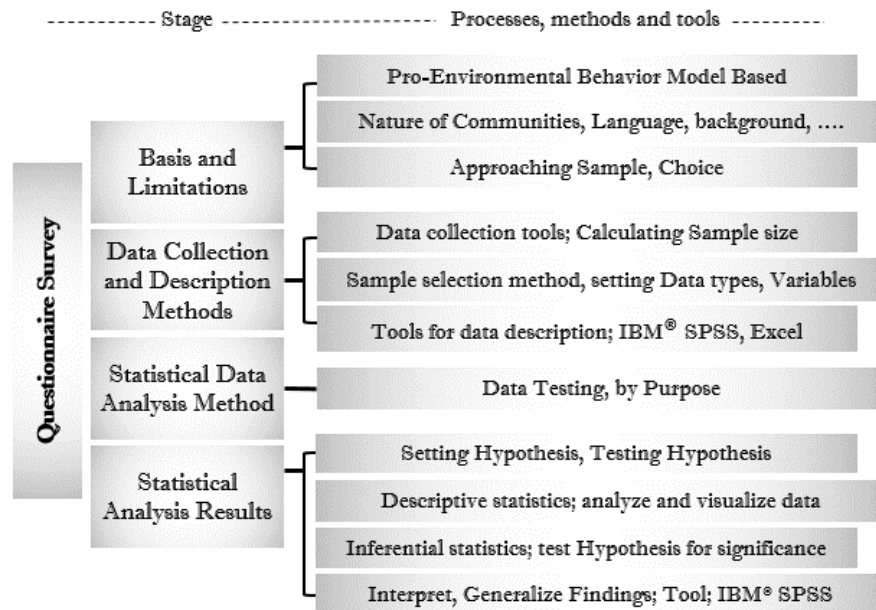 Stage
Processes, methods and tools
Questionnaire Survey
Basis and
Limitations
Pro-Environmental Behavior Model Based
Nature of Communities, Language, background, ....
Approaching Sample, Choice
Data Collection
and Description
Methods
Data collection tools; Calculating Sample size
Sample selection method, setting Data types, Variables
Tools for data description; IBM® SPSS, Excel
Statistical Data
Analysis Method
Data Testing, by Purpose
Statistical
Analysis Results
Setting Hypothesis, Testing Hypothesis
Descriptive statistics; analyze and visualize data
Inferential statistics; test Hypothesis for significance
Interpret, Generalize Findings; Tool; IBM® SPSS